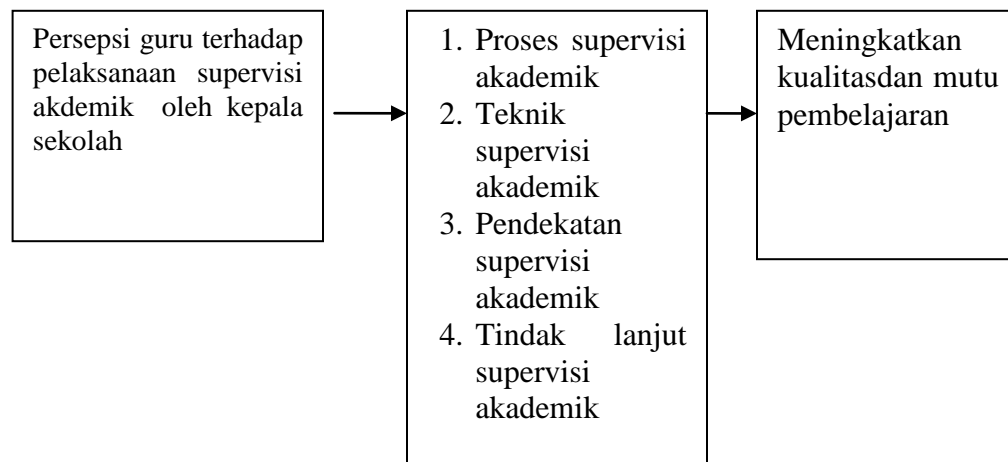 Persepsi guru terhadap
pelaksanaan supervisi
akdemik oleh kepala
sekolah
1. Proses supervisi
akademik
2. Teknik
supervisi
akademik
3. Pendekatan
supervisi
akademik
4. Tindak lanjut
supervisi
akademik
Meningkatkan
kualitasdan mutu
pembelajaran